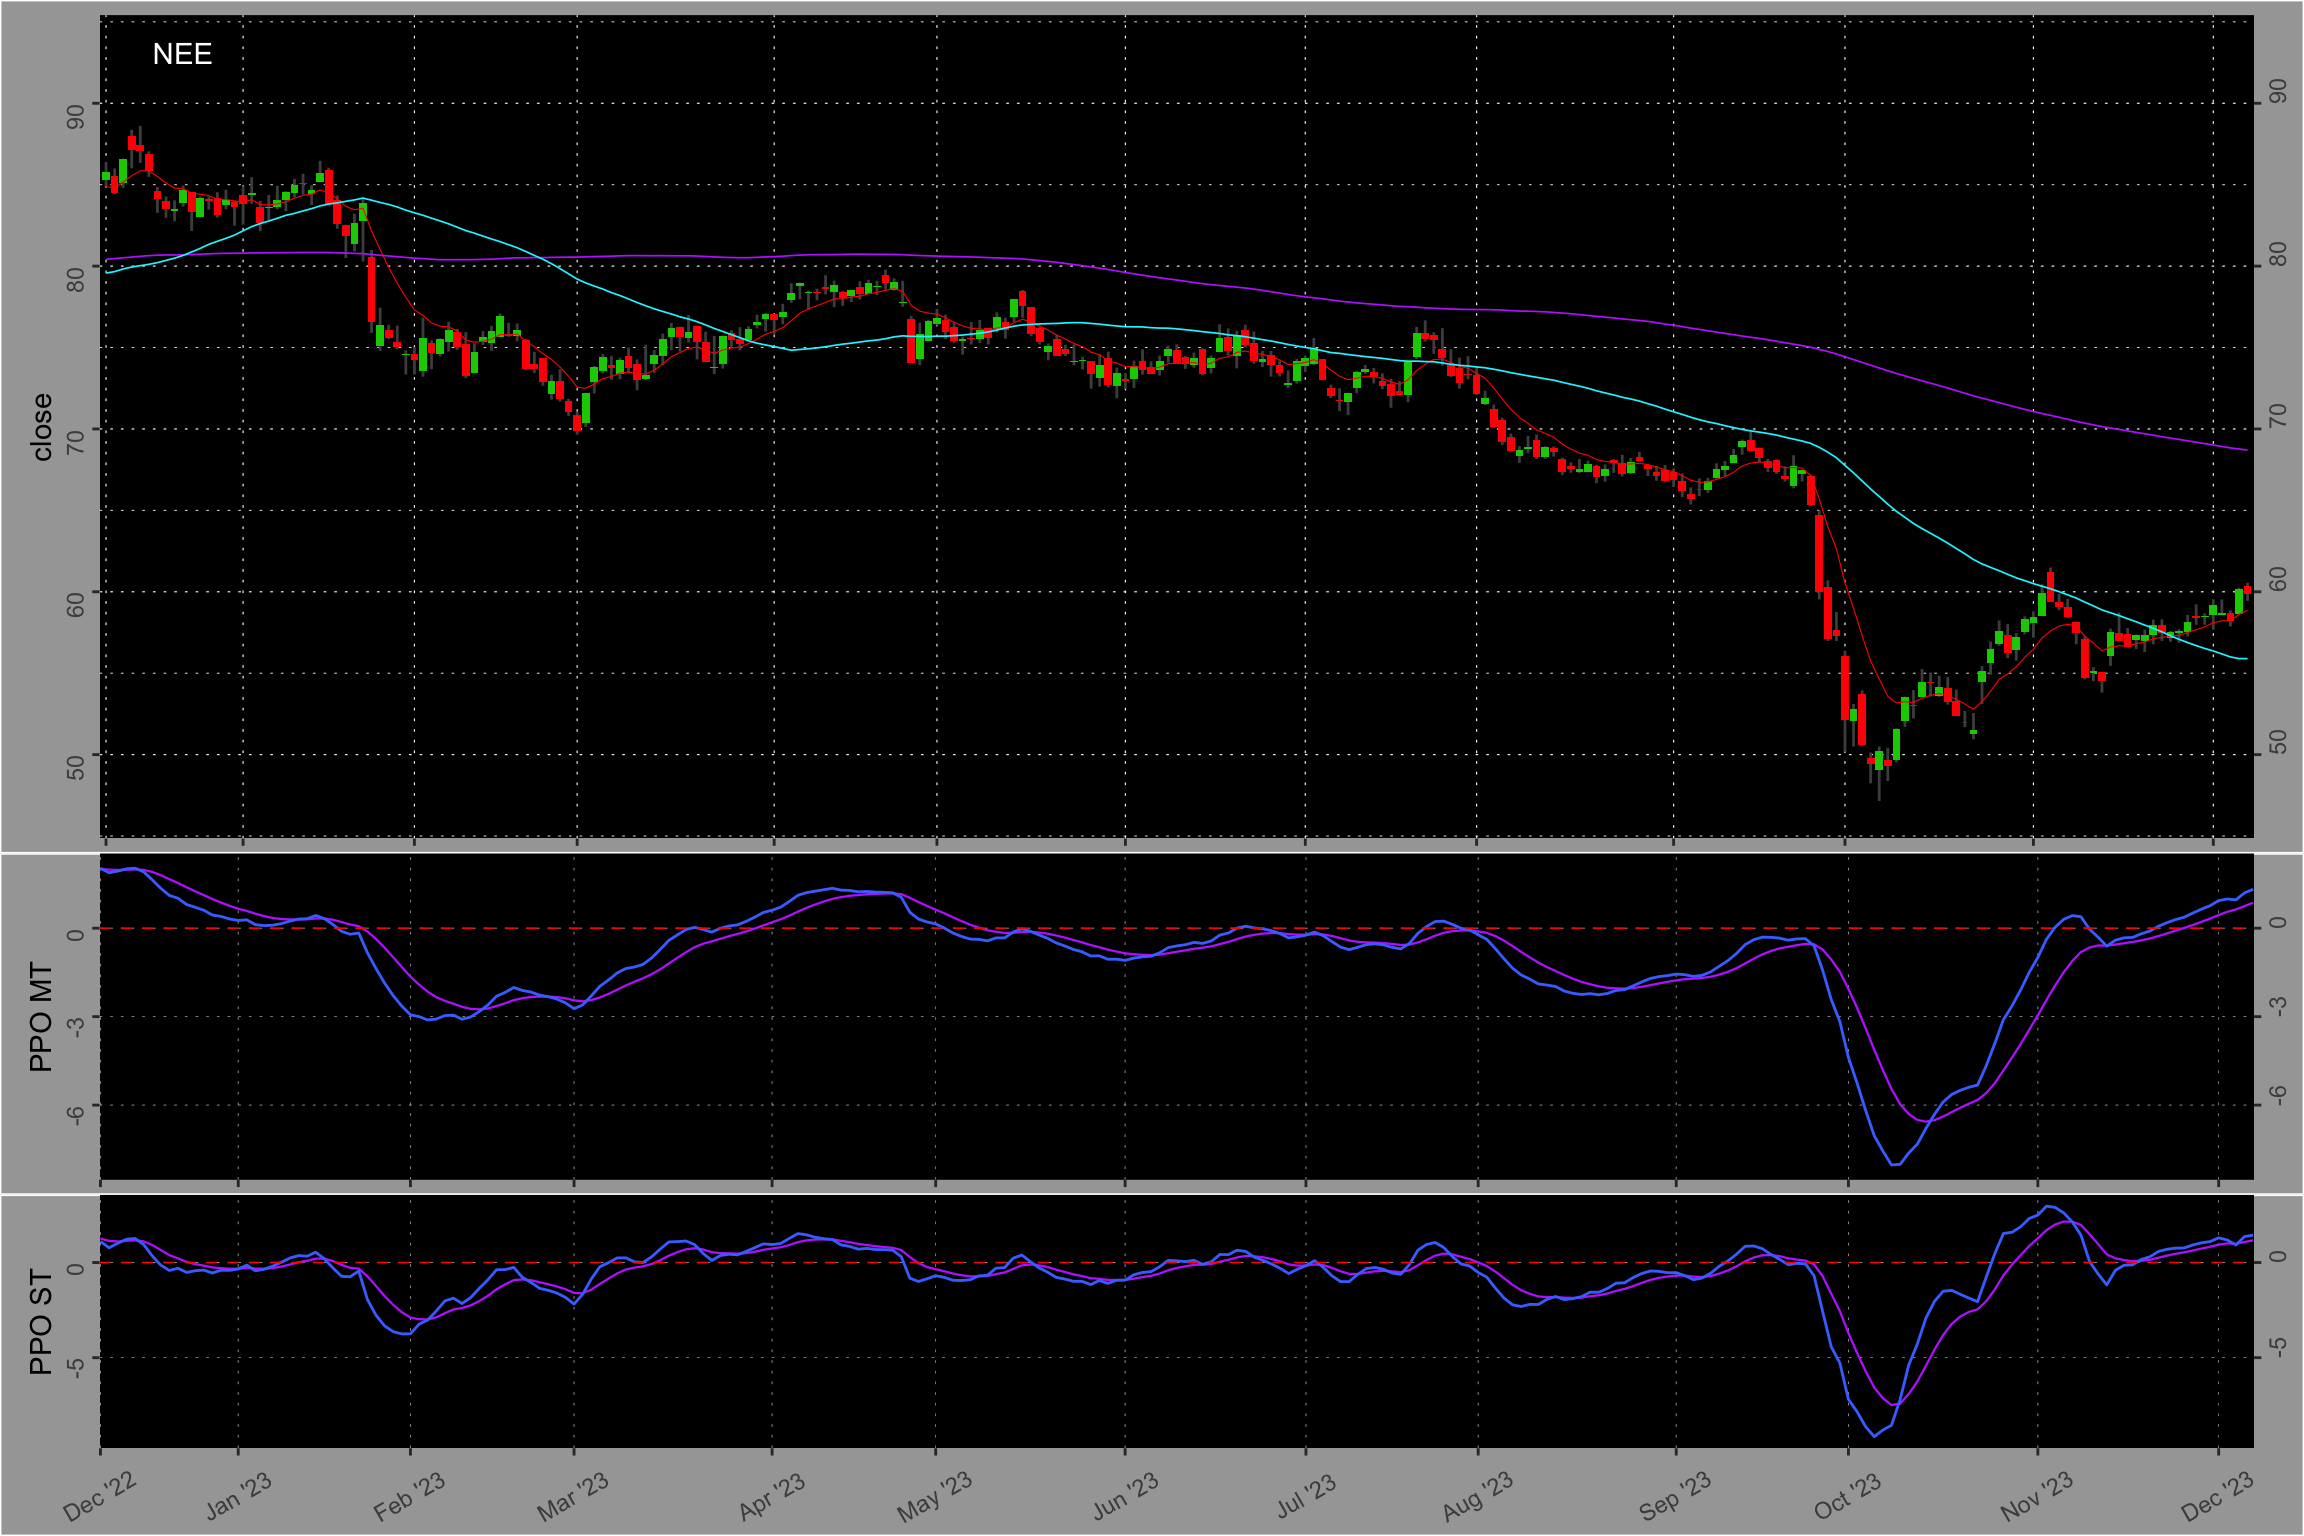 NEE
close
90
80
70
60
50
90
80
70
60
50
PPO MT
0
-3
-6
0
-3
-6
PPO ST
0
-5
0
-5
Dec '22
Jan '23
Feb '23
Mar '23
Apr '23
May '23
Jun '23
Jul '23
Aug '23
Sep '23
Oct '23
Nov '23
Dec '23